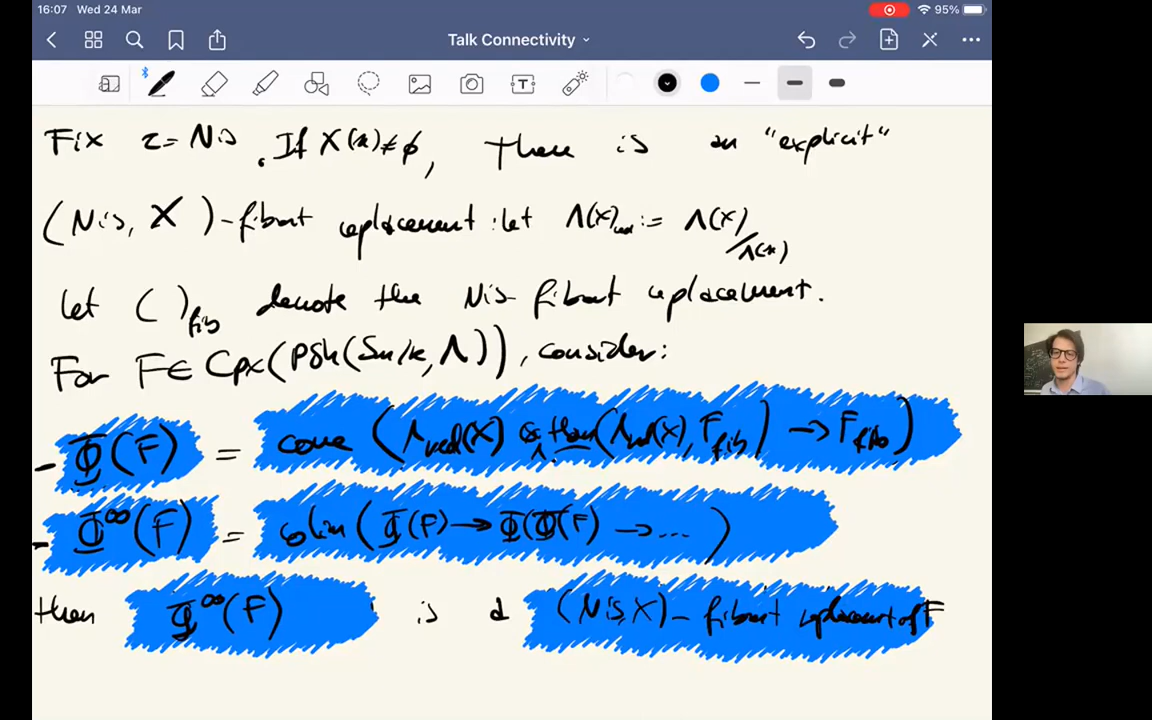 16:07 Wed 24 Mar
95%
Talk Connectivity
Fix τ = Nis. If X(k) ≠ ∅, there is an "explicit"
(Nis, X)-fibrant replacement: let Λ(X)red := Λ(X)/Λ(k)
let ( )fib denote the Nis-fibrant replacement.
For F ∈ Cpx(PSh(Sm/k, Λ)), consider:
- Φ(F) = cone (Λred(X) ⊗Λ Hom(Λred(X), Ffib) → Ffib)
- Φ∞(F) = colim (Φ(F) → Φ(Φ(F) → ... )
then Φ∞(F) is a (Nis, X)-fibrant replacement of F